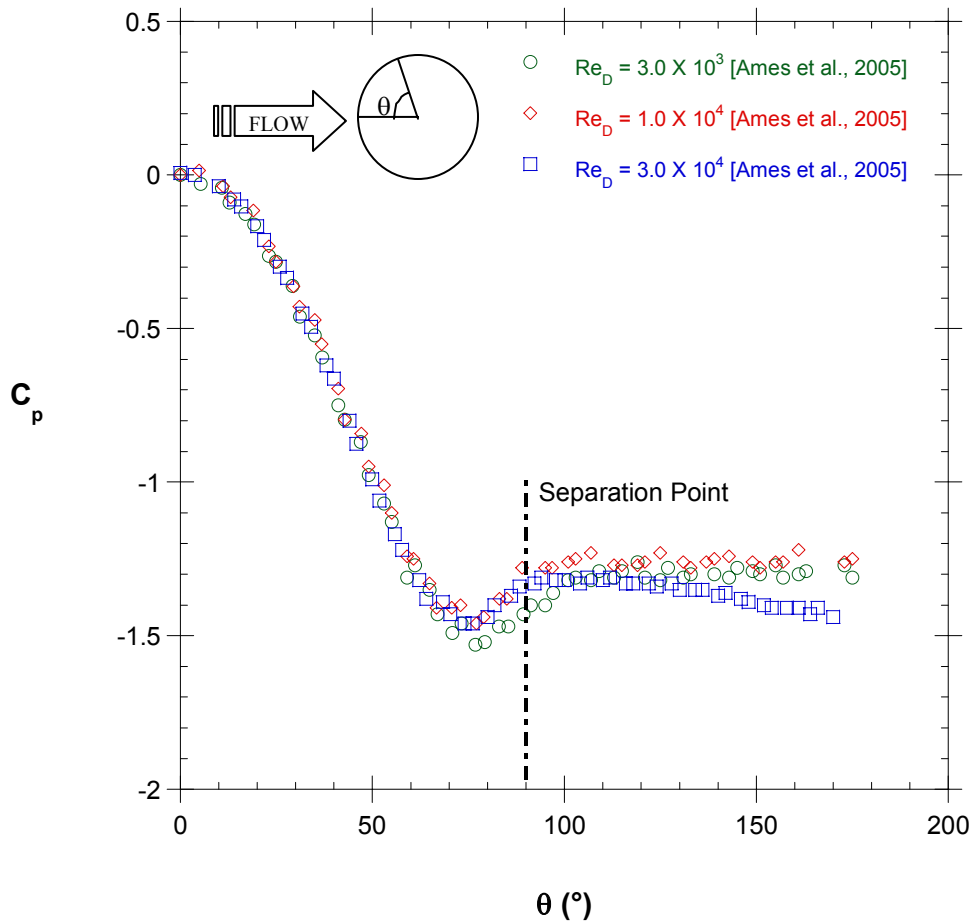 0.5
0
-0.5
-1
-1.5
-2
0
50
100
150
200
C_p
θ (°)
FLOW
θ
Re_D = 3.0 X 10^3 [Ames et al., 2005]
Re_D = 1.0 X 10^4 [Ames et al., 2005]
Re_D = 3.0 X 10^4 [Ames et al., 2005]
Separation Point